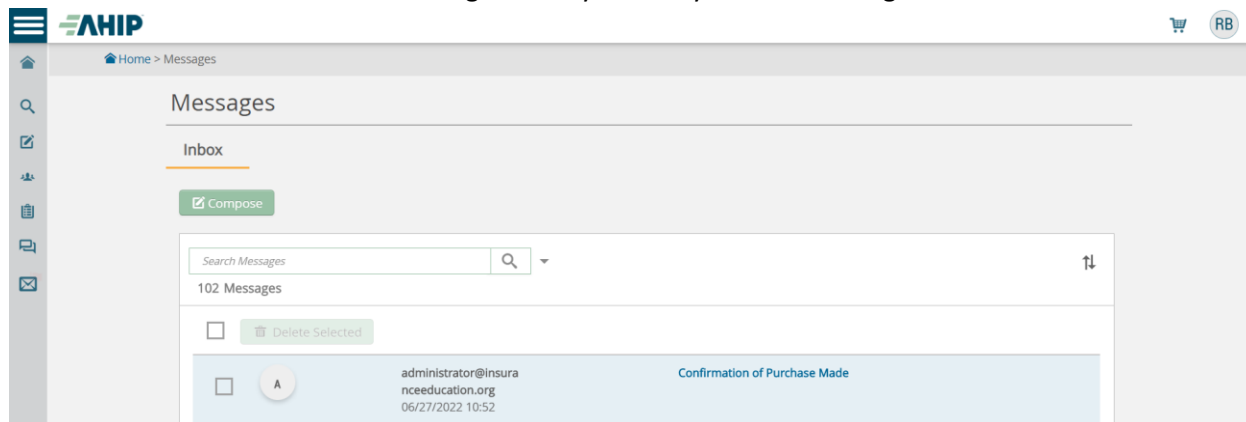 AHIP
RB
Home > Messages
Messages
Inbox
Compose
Search Messages
102 Messages
Delete Selected
A
administrator@insura
nceeducation.org
06/27/2022 10:52
Confirmation of Purchase Made